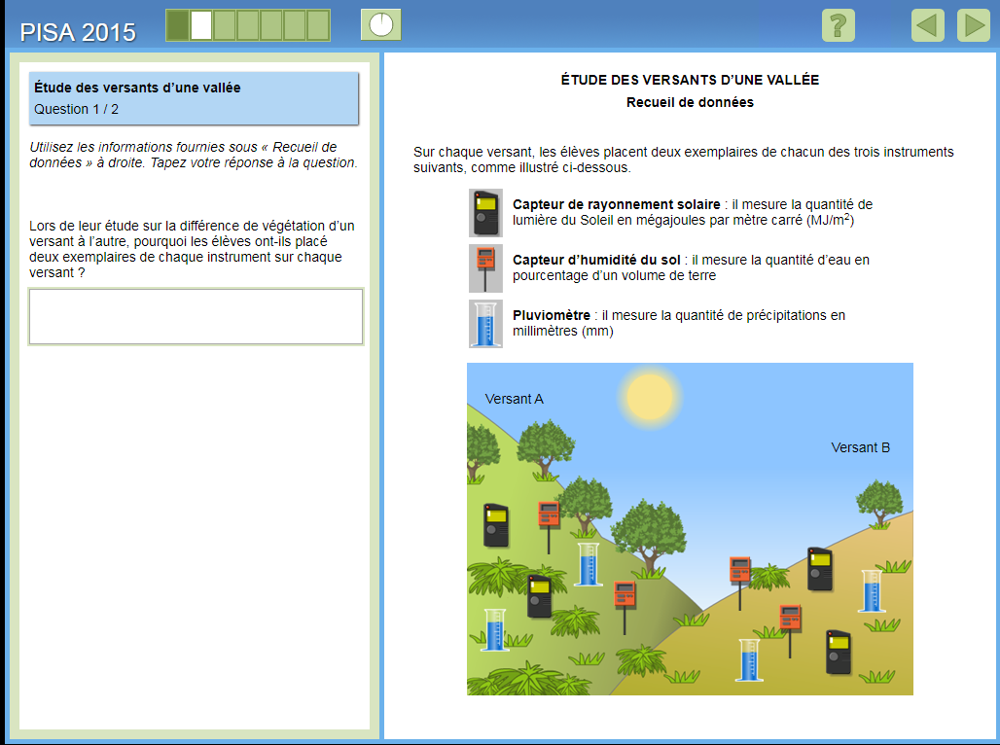 PISA 2015
?
Étude des versants d’une vallée
Question 1 / 2
Utilisez les informations fournies sous « Recueil de
données » à droite. Tapez votre réponse à la question.
Lors de leur étude sur la différence de végétation d’un
versant à l’autre, pourquoi les élèves ont-ils placé
deux exemplaires de chaque instrument sur chaque
versant ?
ÉTUDE DES VERSANTS D’UNE VALLÉE
Recueil de données
Sur chaque versant, les élèves placent deux exemplaires de chacun des trois instruments
suivants, comme illustré ci-dessous.
Capteur de rayonnement solaire : il mesure la quantité de
lumière du Soleil en mégajoules par mètre carré (MJ/m²)
Capteur d’humidité du sol : il mesure la quantité d’eau en
pourcentage d’un volume de terre
Pluviomètre : il mesure la quantité de précipitations en
millimètres (mm)
Versant A
Versant B